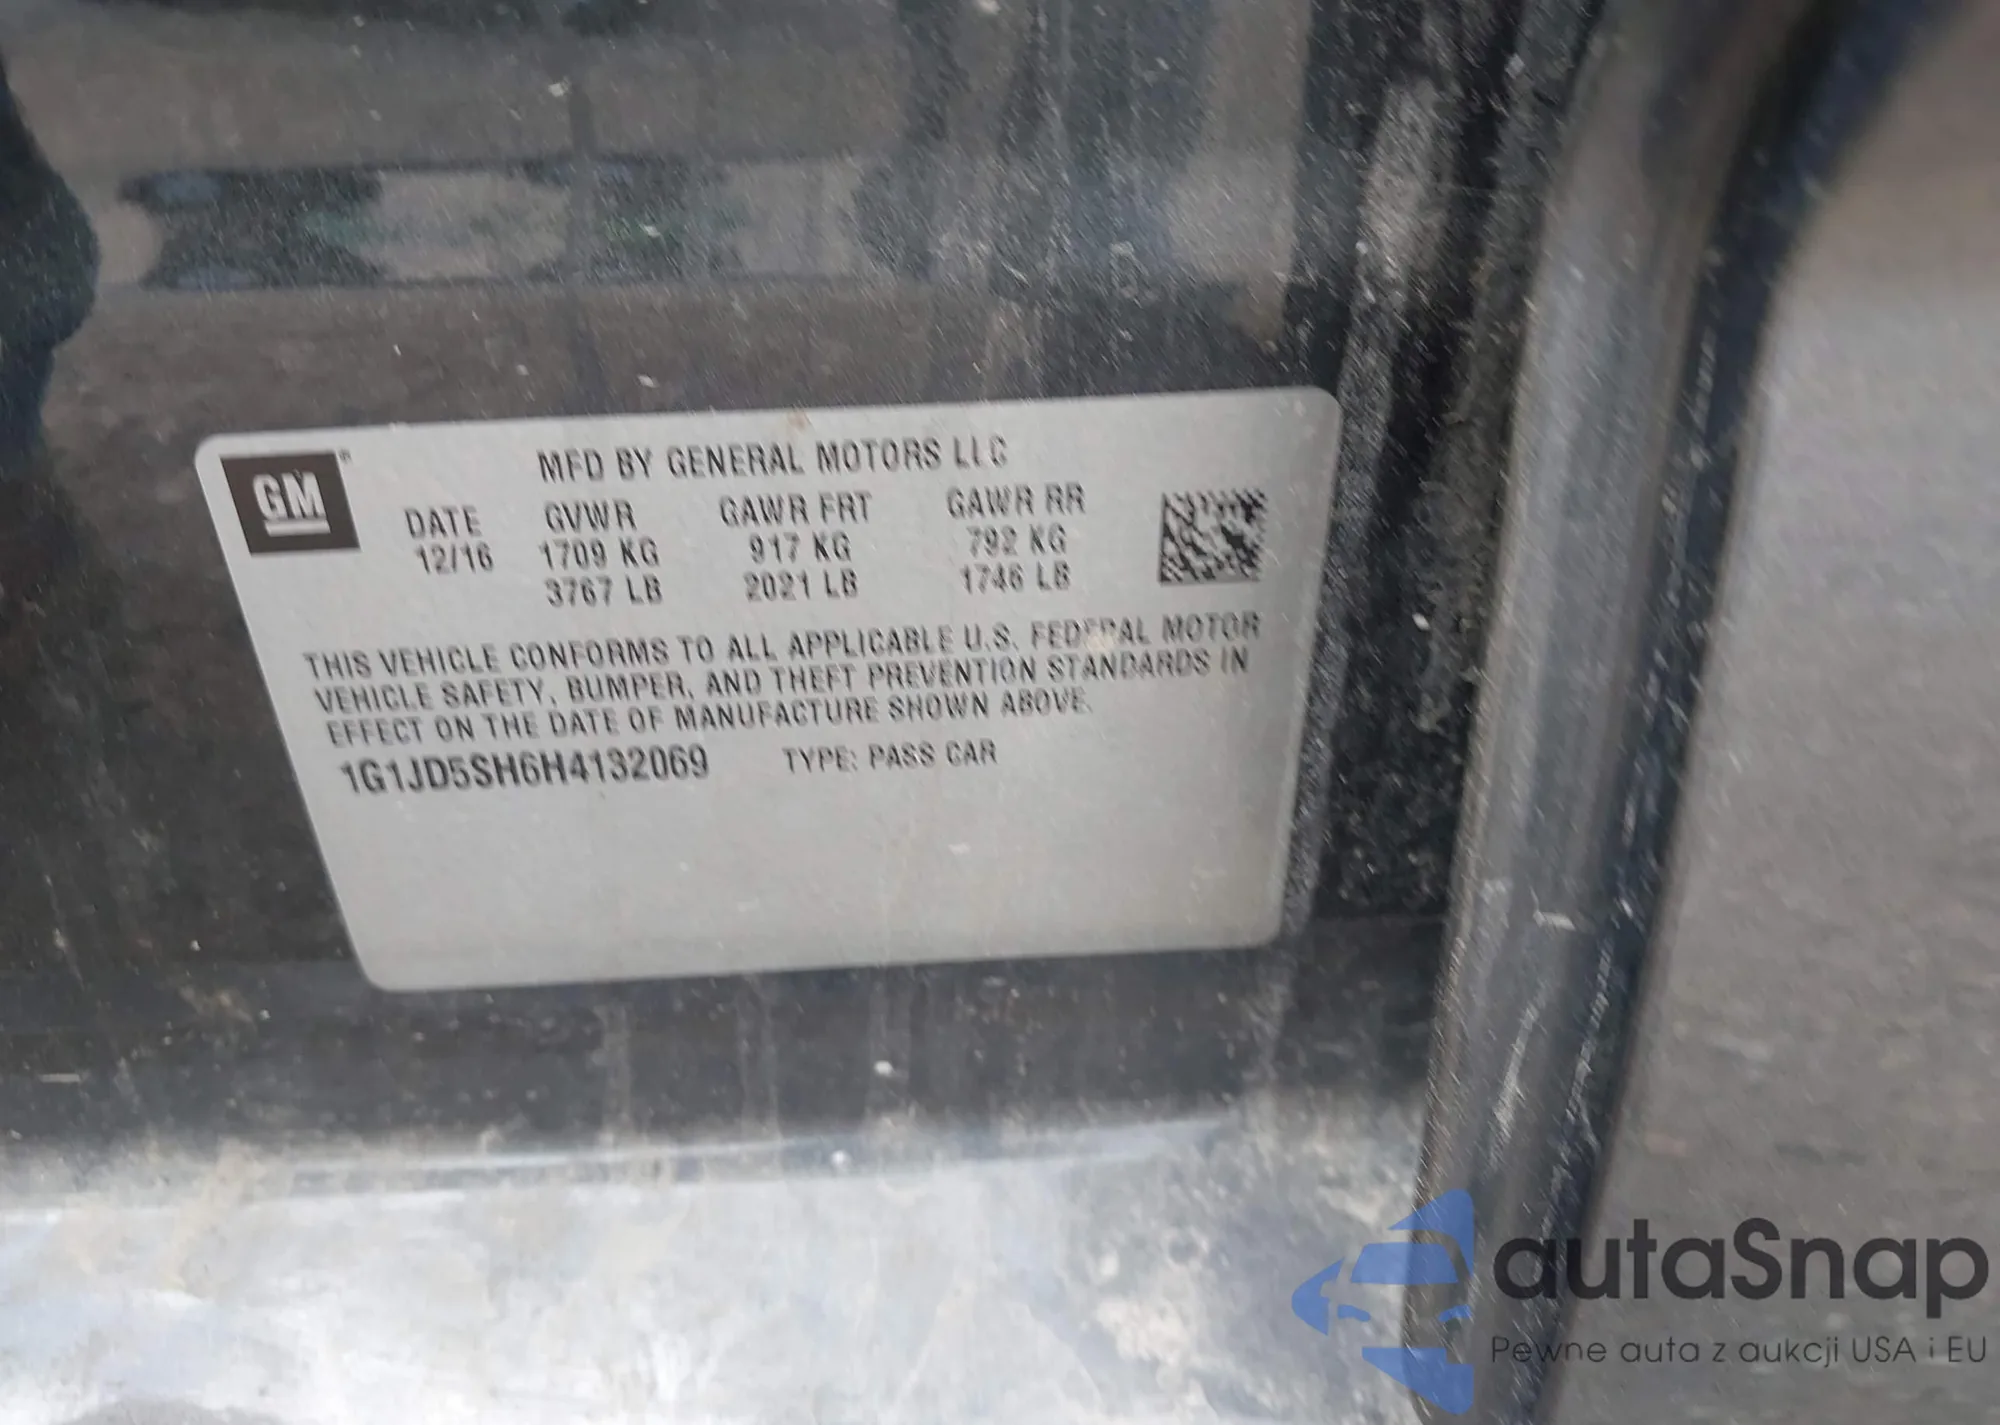 GM
MFD BY GENERAL MOTORS LLC
DATE GVWR GAWR FRT GAWR RR
12/16 1709 KG 917 KG 792 KG
3767 LB 2021 LB 1746 LB
THIS VEHICLE CONFORMS TO ALL APPLICABLE U.S. FEDERAL MOTOR
VEHICLE SAFETY, BUMPER, AND THEFT PREVENTION STANDARDS IN
EFFECT ON THE DATE OF MANUFACTURE SHOWN ABOVE.
1G1JD5SH6H4132069 TYPE: PASS CAR
autaSnap
Pewne auta z aukcji USA i EU